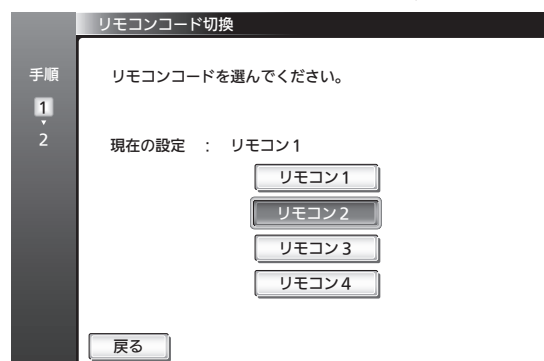 リモコンコード切換
手順
1
2
リモコンコードを選んでください。
現在の設定 : リモコン1
リモコン1
リモコン2
リモコン3
リモコン4
戻る